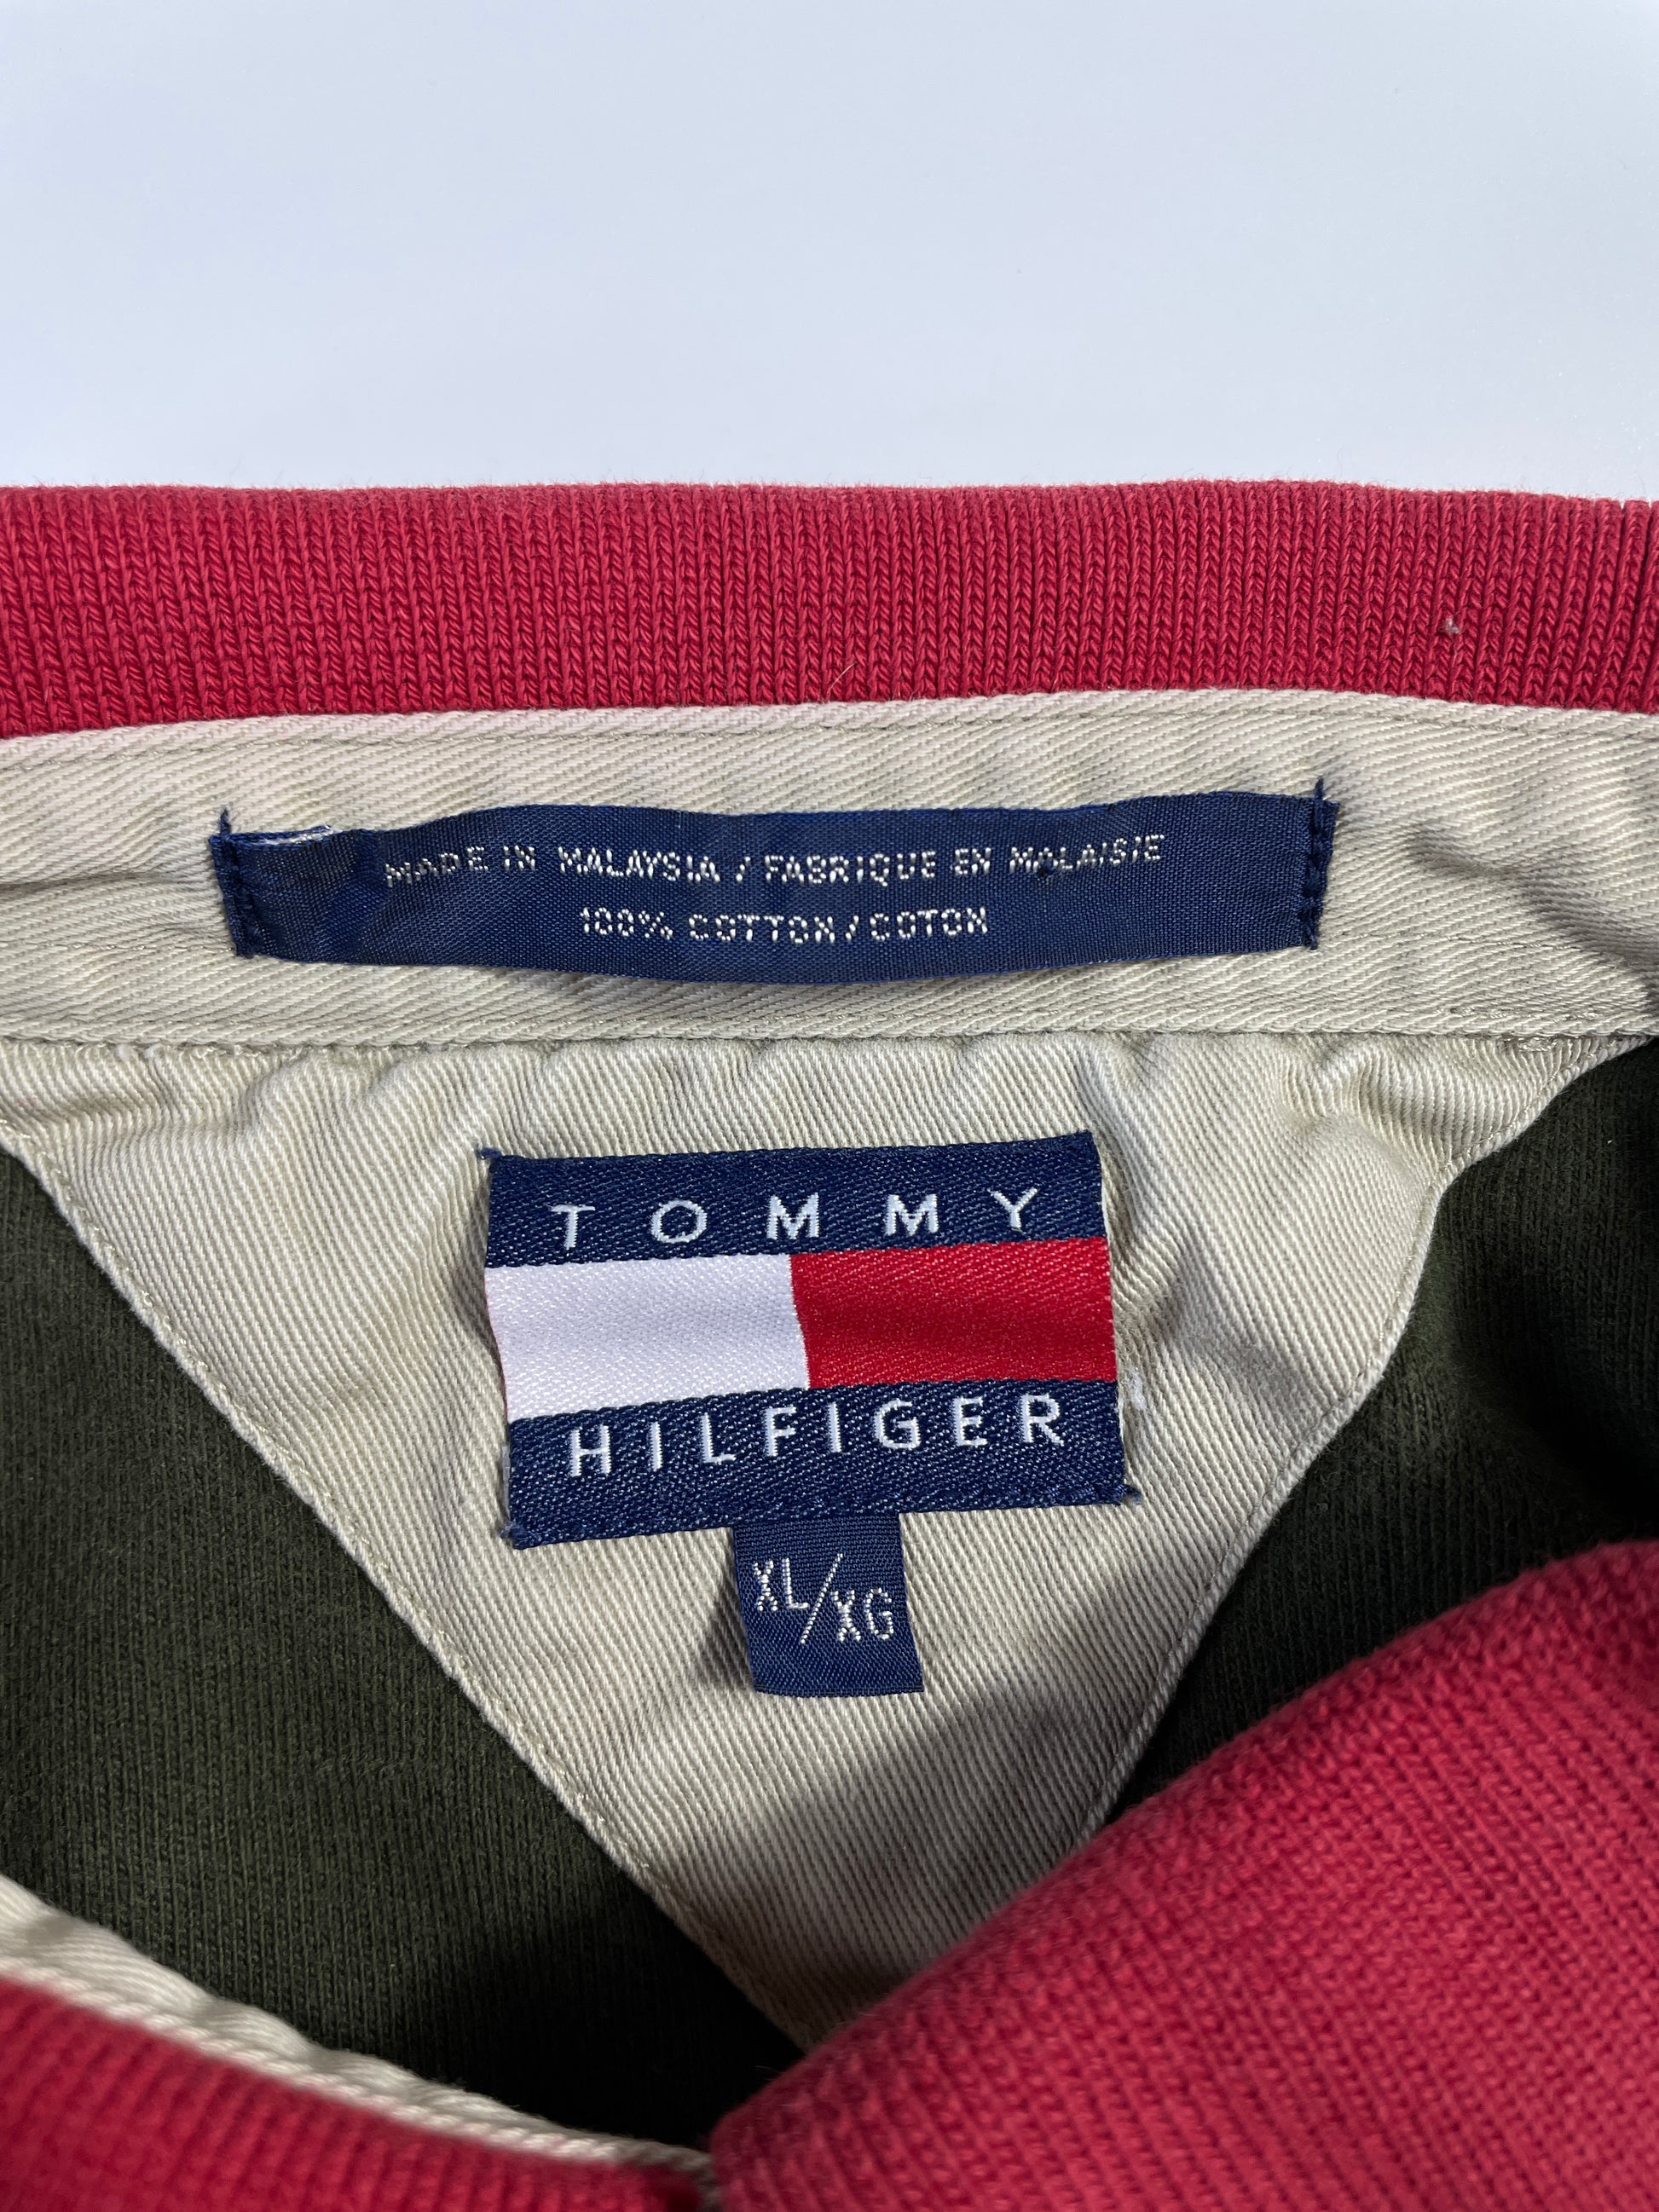 MADE IN MALAYSIA / FABRIQUE EN MALAISIE
100% COTTON / COTON
TOMMY
HILFIGER
XL/XG